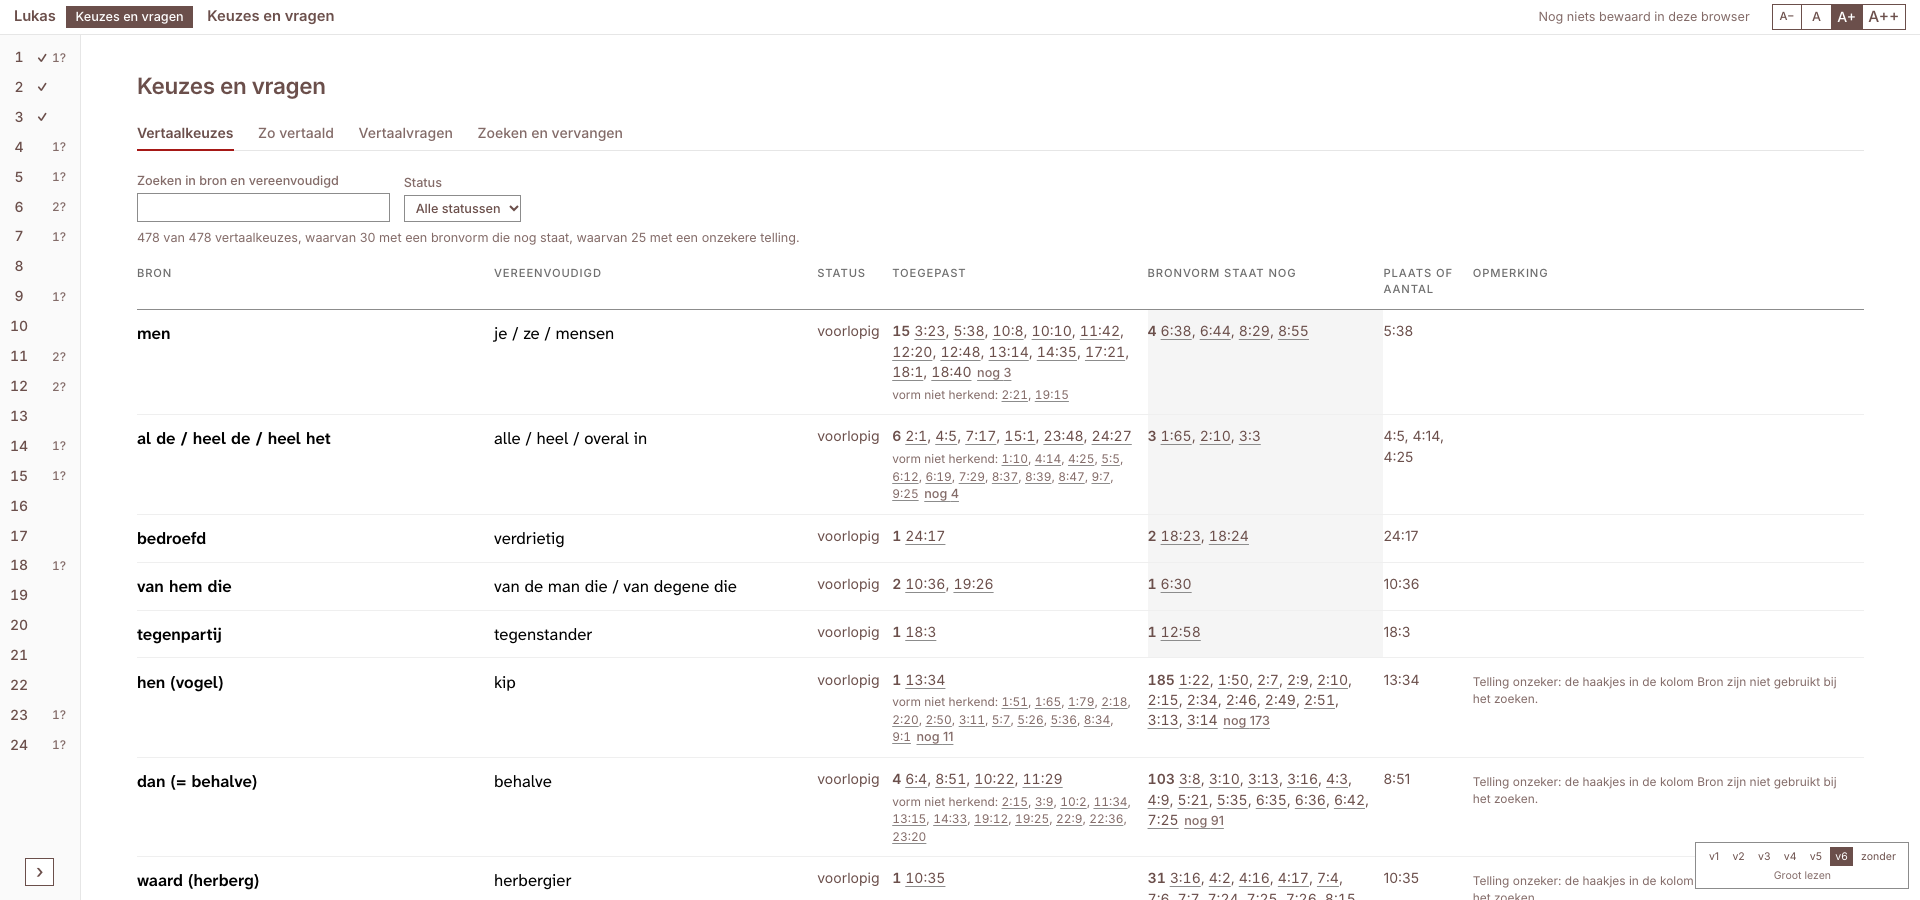 Lukas Keuzes en vragen Keuzes en vragen Nog niets bewaard in deze browser A− A A+ A++
1 ✓ 1?
2 ✓
3 ✓
4 1?
5 1?
6 2?
7 1?
8
9 1?
10
11 2?
12 2?
13
14 1?
15 1?
16
17
18 1?
19
20
21
22
23 1?
24 1?
›
Keuzes en vragen
Vertaalkeuzes Zo vertaald Vertaalvragen Zoeken en vervangen
Zoeken in bron en vereenvoudigd Status
Alle statussen
478 van 478 vertaalkeuzes, waarvan 30 met een bronvorm die nog staat, waarvan 25 met een onzekere telling.
BRON VEREENVOUDIGD STATUS TOEGEPAST BRONVORM STAAT NOG PLAATS OF AANTAL OPMERKING
men je / ze / mensen voorlopig 15 3:23, 5:38, 10:8, 10:10, 11:42, 4 6:38, 6:44, 8:29, 8:55 5:38
12:20, 12:48, 13:14, 14:35, 17:21,
18:1, 18:40 nog 3
vorm niet herkend: 2:21, 19:15
al de / heel de / heel het alle / heel / overal in voorlopig 6 2:1, 4:5, 7:17, 15:1, 23:48, 24:27 3 1:65, 2:10, 3:3 4:5, 4:14,
4:25
vorm niet herkend: 1:10, 4:14, 4:25, 5:5,
6:12, 6:19, 7:29, 8:37, 8:39, 8:47, 9:7,
9:25 nog 4
bedroefd verdrietig voorlopig 1 24:17 2 18:23, 18:24 24:17
van hem die van de man die / van degene die voorlopig 2 10:36, 19:26 1 6:30 10:36
tegenpartij tegenstander voorlopig 1 18:3 1 12:58 18:3
hen (vogel) kip voorlopig 1 13:34 185 1:22, 1:50, 2:7, 2:9, 2:10, 13:34 Telling onzeker: de haakjes in de kolom Bron zijn niet gebruikt bij
het zoeken.
vorm niet herkend: 1:51, 1:65, 1:79, 2:18, 2:15, 2:34, 2:46, 2:49, 2:51,
2:20, 2:50, 3:11, 5:7, 5:26, 5:36, 8:34, 3:13, 3:14 nog 173
9:1 nog 11
dan (= behalve) behalve voorlopig 4 6:4, 8:51, 10:22, 11:29 103 3:8, 3:10, 3:13, 3:16, 4:3, 8:51 Telling onzeker: de haakjes in de kolom Bron zijn niet gebruikt bij
het zoeken.
vorm niet herkend: 2:15, 3:9, 10:2, 11:34, 4:9, 5:21, 5:35, 6:35, 6:36, 6:42,
13:15, 14:33, 19:12, 19:25, 22:9, 22:36, 7:25 nog 91
23:20
waard (herberg) herbergier voorlopig 1 10:35 31 3:16, 4:2, 4:16, 4:17, 7:4, 10:35 Telling onzeker: de haakjes in de kolom
7:6, 7:7, 7:24, 7:25, 7:26, 8:15 het zoeken.
v1 v2 v3 v4 v5 v6 zonder
Groot lezen